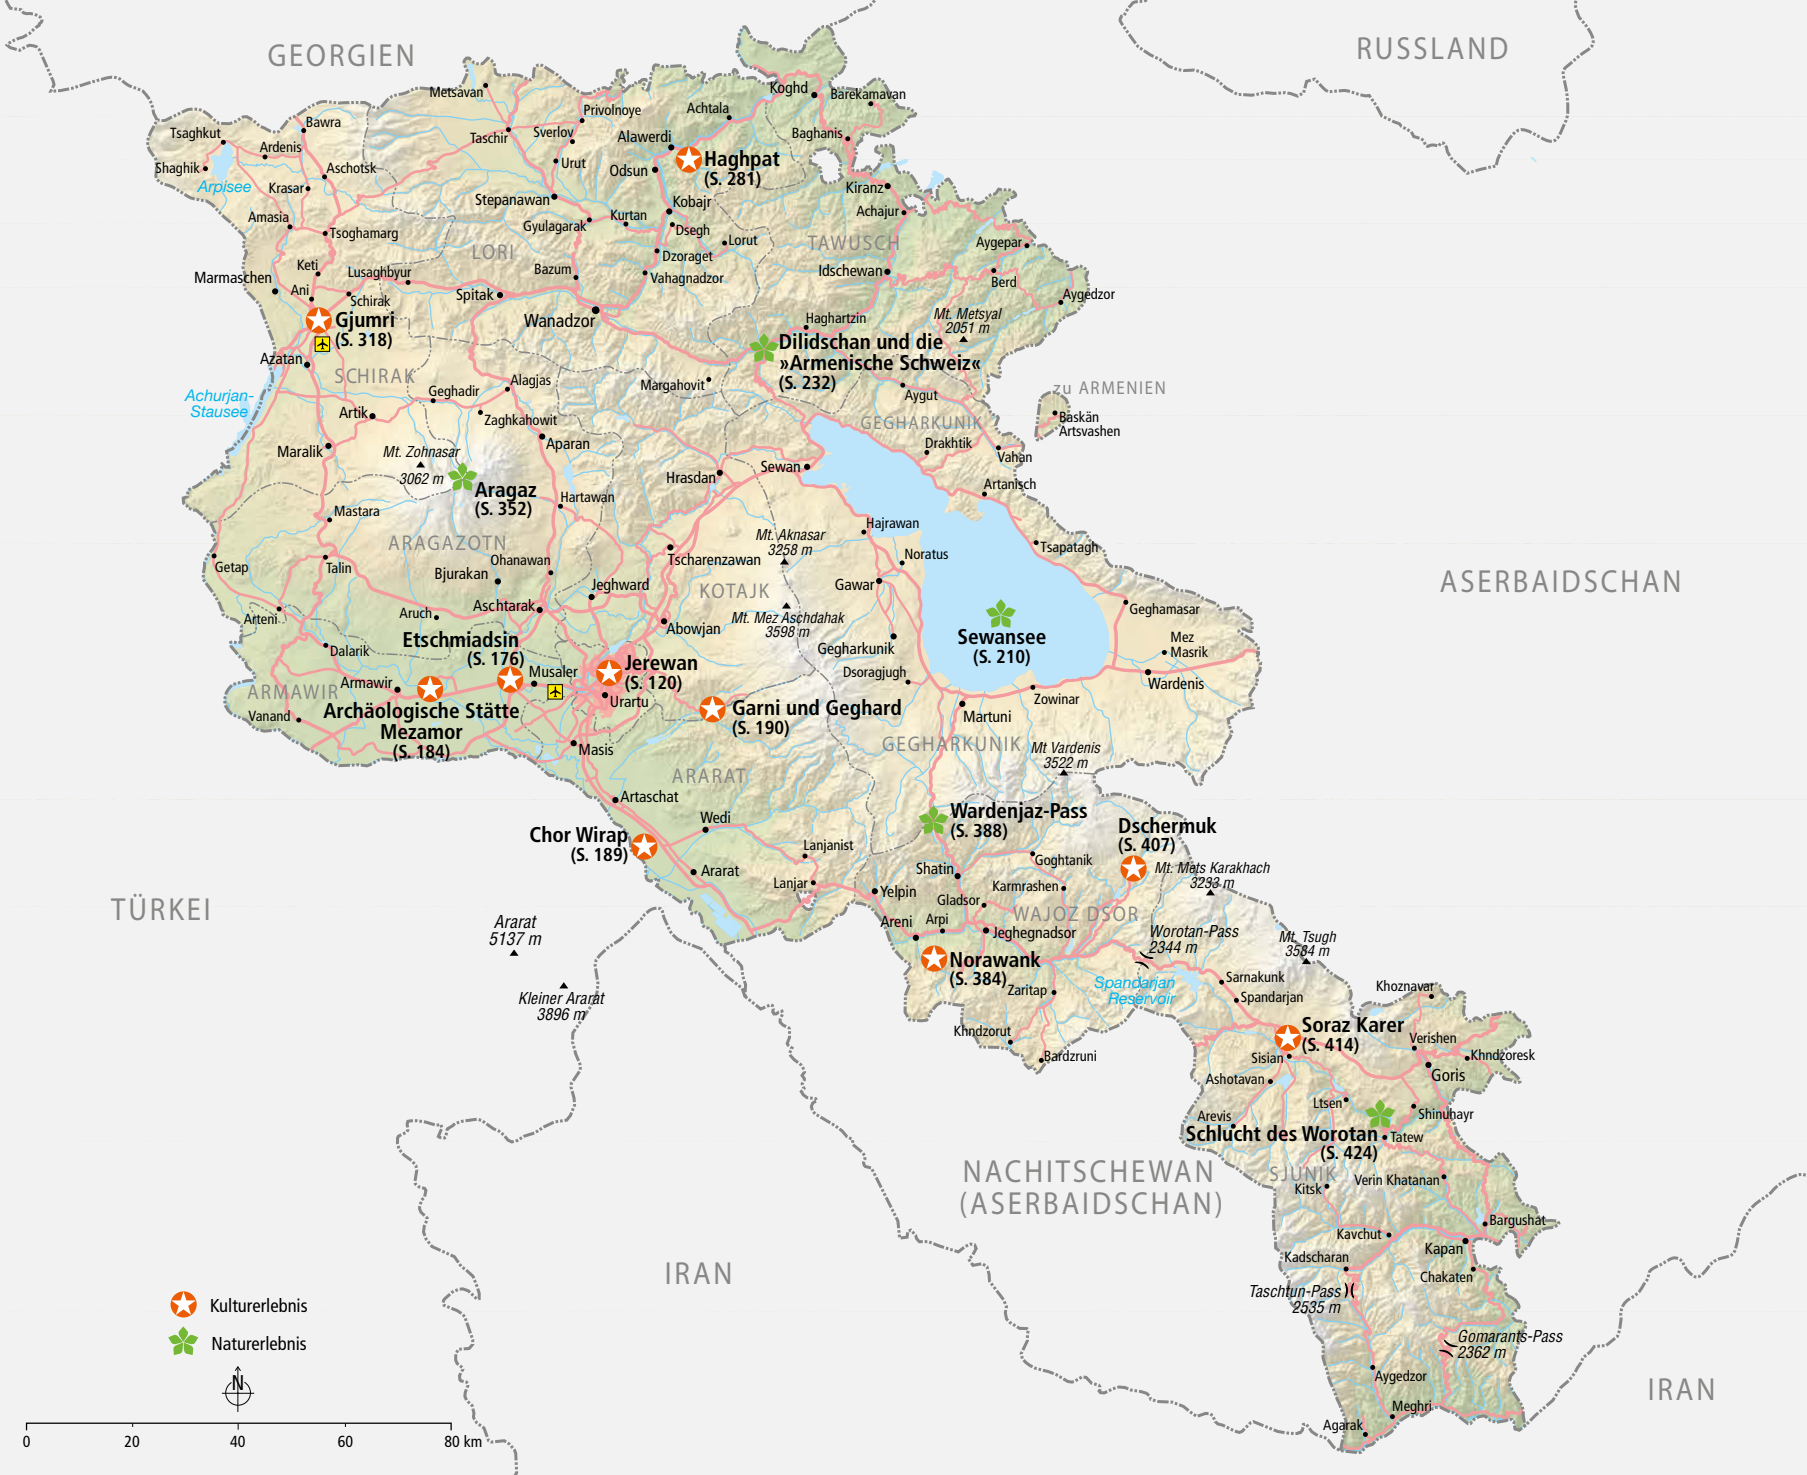 GEORGIEN
RUSSLAND
Metsavan
Koghd
Barekamavan
Privolnoye
Achtala
Tsaghkut
Bawra
Taschir
Sverlov
Alawerdi
Baghanis
Ardenis
Shaghik
Aschotsk
Urut
Odsun
Haghpat
(S. 281)
Arpisee
Krasar
Stepanawan
Kobajr
Kiranz
Amasia
Gyulagarak
Kurtan
Dsegh
Achajur
Tsoghamarg
LORI
Lorut
TAWUSCH
Aygepar
Dzoraget
Marmaschen
Keti
Lusaghbyur
Bazum
Vahagnadzor
Idschewan
Berd
Ani
Schirak
Spitak
Aygedzor
Gjumri
(S. 318)
Wanadzor
Haghartzin
Mt. Metsyal
2051 m
Azatan
Dilidschan und die
»Armenische Schweiz«
(S. 232)
SCHIRAK
Alagjas
Margahovit
zu ARMENIEN
Achurjan-
Stausee
Geghadir
Aygut
Artik
Zaghkahowit
GEGHARKUNIK
Baskän
Artsvashen
Aparan
Drakhtik
Maralik
Mt. Zohnasar
3062 m
Vahan
Hrasdan
Sewan
Aragaz
(S. 352)
Hartawan
Artanisch
Mastara
Hajrawan
ARAGAZOTN
Mt. Aknasar
3258 m
Tsapatagh
Getap
Talin
Ohanawan
Bjurakan
Tscharenzawan
Noratus
ASERBAIDSCHAN
Jeghward
KOTAJK
Gawar
Arteni
Aruch
Aschtarak
Mt. Mez Aschdahak
3598 m
Geghamasar
Abowjan
Sewansee
(S. 210)
Etschmiadsin
(S. 176)
Dalarik
Gegharkunik
Mez
Masrik
Jerewan
(S. 120)
Musaler
Dsoragjugh
Armawir
ARMAWIR
Wardenis
Urartu
Zowinar
Vanand
Archäologische Stätte
Mezamor
(S. 184)
Garni und Geghard
(S. 190)
Martuni
Masis
GEGHARKUNIK
Mt Vardenis
3522 m
ARARAT
Artaschat
Wedi
Wardenjaz-Pass
(S. 388)
Dschermuk
(S. 407)
Chor Wirap
(S. 189)
Lanjanist
Goghtanik
Ararat
Shatin
Mt. Mets Karakhach
3233 m
Lanjar
Yelpin
Karmrashen
Gladsor
TÜRKEI
WAJOZ DSOR
Areni
Arpi
Jeghegnadsor
Ararat
5137 m
Worotan-Pass
2344 m
Mt. Tsugh
3584 m
Norawank
(S. 384)
Sarnakunk
Spandarjan
Reservoir
Zaritap
Spandarjan
Khoznavar
Kleiner Ararat
3896 m
Soraz Karer
(S. 414)
Khndzorut
Verishen
Bardzruni
Sisian
Khndzoresk
Goris
Ashotavan
Ltsen
Arevis
Shinuhayr
Schlucht des Worotan
(S. 424)
Tatew
NACHITSCHEWAN
(ASERBAIDSCHAN)
SJUNIK
Verin Khatanan
Kitsk
Bargushat
Kavchut
Kapan
Kadscharan
IRAN
Chakaten
Taschtun-Pass
2535 m
Kulturerlebnis
Naturerlebnis
Gomarants-Pass
2362 m
N
Aygedzor
IRAN
Meghri
Agarak
0 20 40 60 80 km